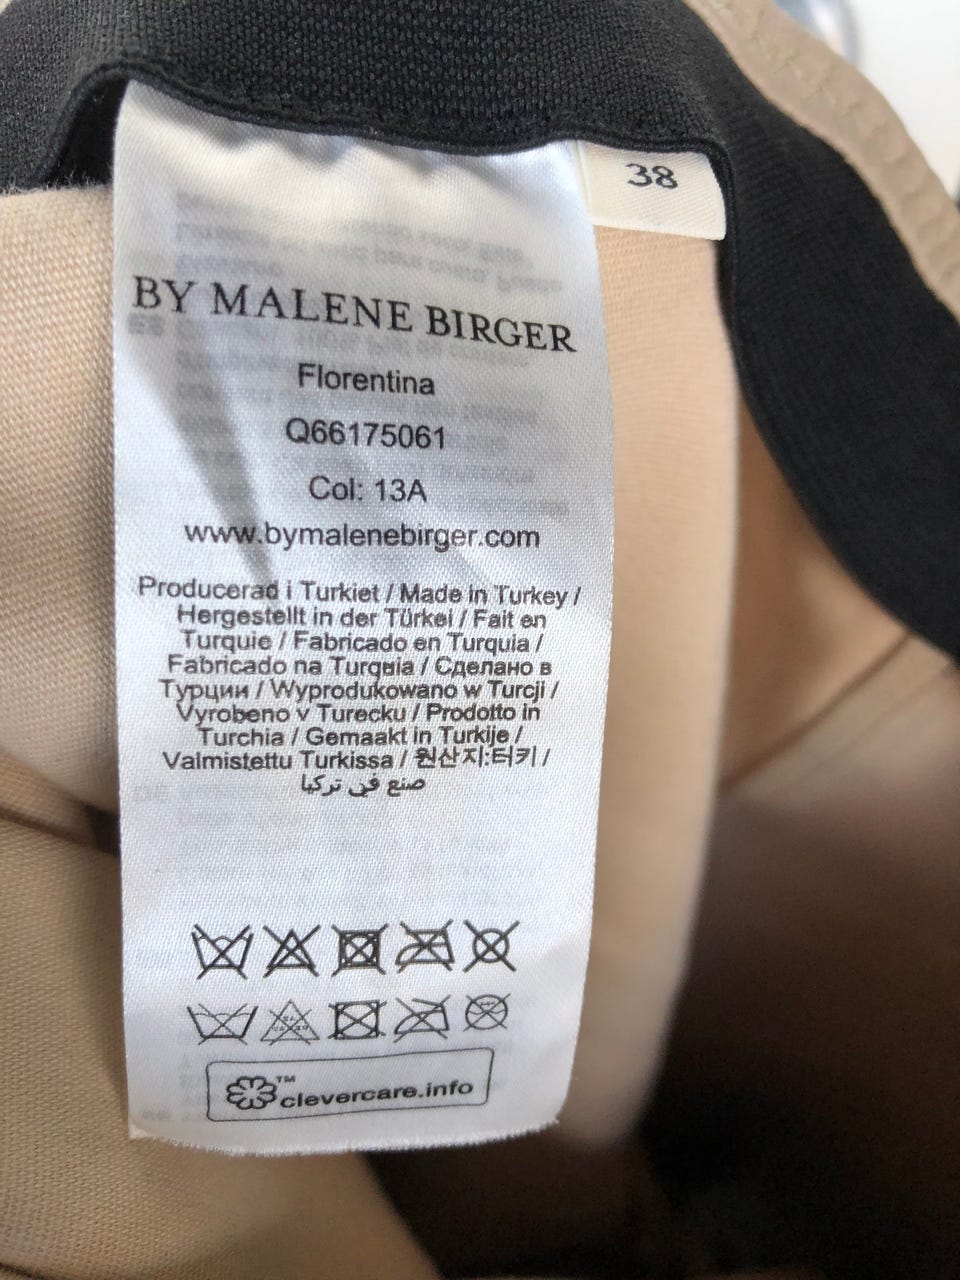 38
BY MALENE BIRGER
Florentina
Q66175061
Col: 13A
www.bymalenebirger.com
Producerad i Turkiet / Made in Turkey /
Hergestellt in der Türkei / Fait en
Turquie / Fabricado en Turquia /
Fabricado na Turquia / Сделано в
Турции / Wyprodukowano w Turcji /
Vyrobeno v Turecku / Prodotto in
Turchia / Gemaakt in Turkije /
Valmistettu Turkissa / 원산지:터키 /
صنع في تركيا
TM
clevercare.info